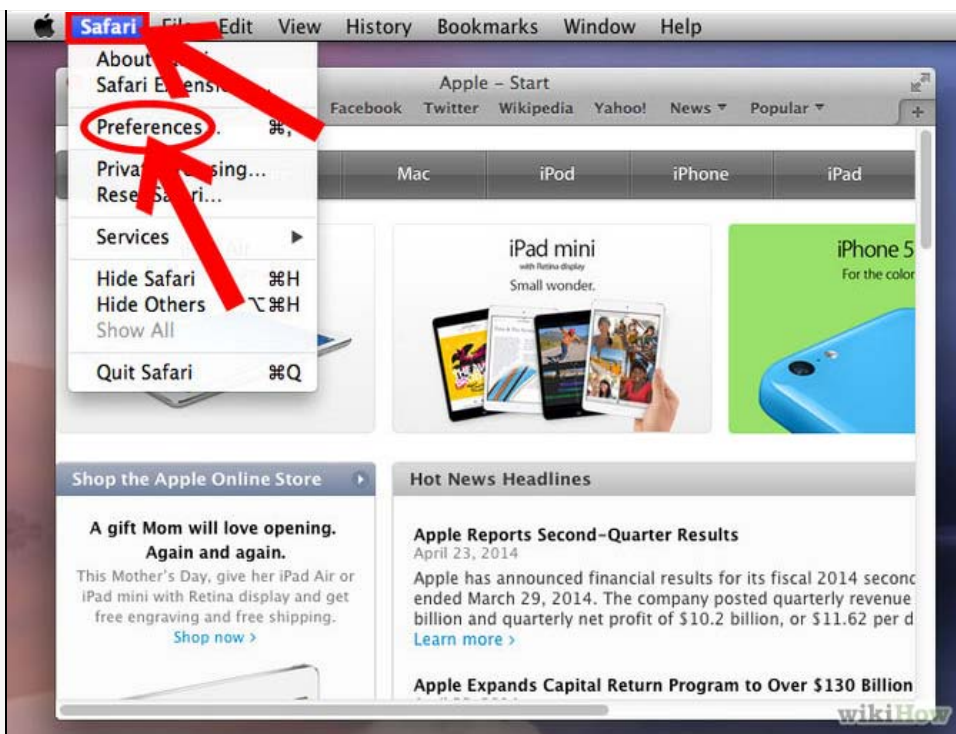 Safari File Edit View History Bookmarks Window Help
About
Safari Extensi
Preferences... ⌘,
sing...
Reset Safari...
Services ▶
Hide Safari ⌘H
Hide Others ⌥⌘H
Show All
Quit Safari ⌘Q
Apple – Start
Facebook Twitter Wikipedia Yahoo! News ▼ Popular ▼
+
Mac iPod iPhone iPad
Air
iPad mini
with Retina display
Small wonder.
iPhone 5
For the color
Shop the Apple Online Store
A gift Mom will love opening.
Again and again.
This Mother's Day, give her iPad Air or
iPad mini with Retina display and get
free engraving and free shipping.
Shop now >
Hot News Headlines
Apple Reports Second-Quarter Results
April 23, 2014
Apple has announced financial results for its fiscal 2014 second
ended March 29, 2014. The company posted quarterly revenue
billion and quarterly net profit of $10.2 billion, or $11.62 per d
Learn more >
Apple Expands Capital Return Program to Over $130 Billion
wikiHow